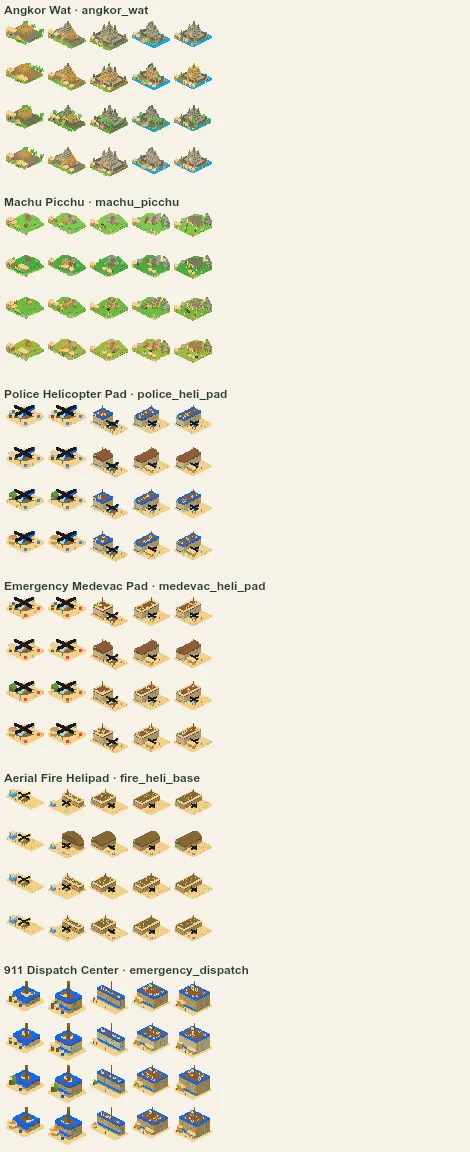 Angkor Wat · angkor_wat
Machu Picchu · machu_picchu
Police Helicopter Pad · police_heli_pad
Emergency Medevac Pad · medevac_heli_pad
Aerial Fire Helipad · fire_heli_base
911 Dispatch Center · emergency_dispatch